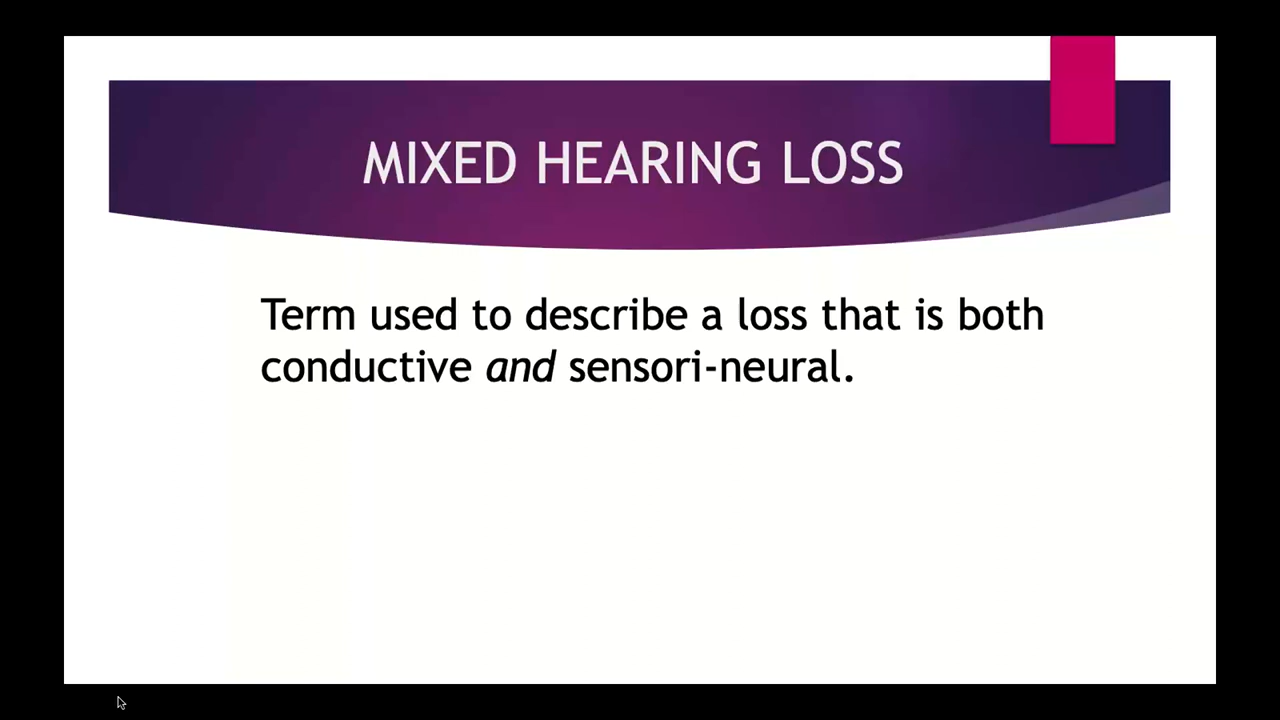 MIXED HEARING LOSS
Term used to describe a loss that is both
conductive and sensori-neural.